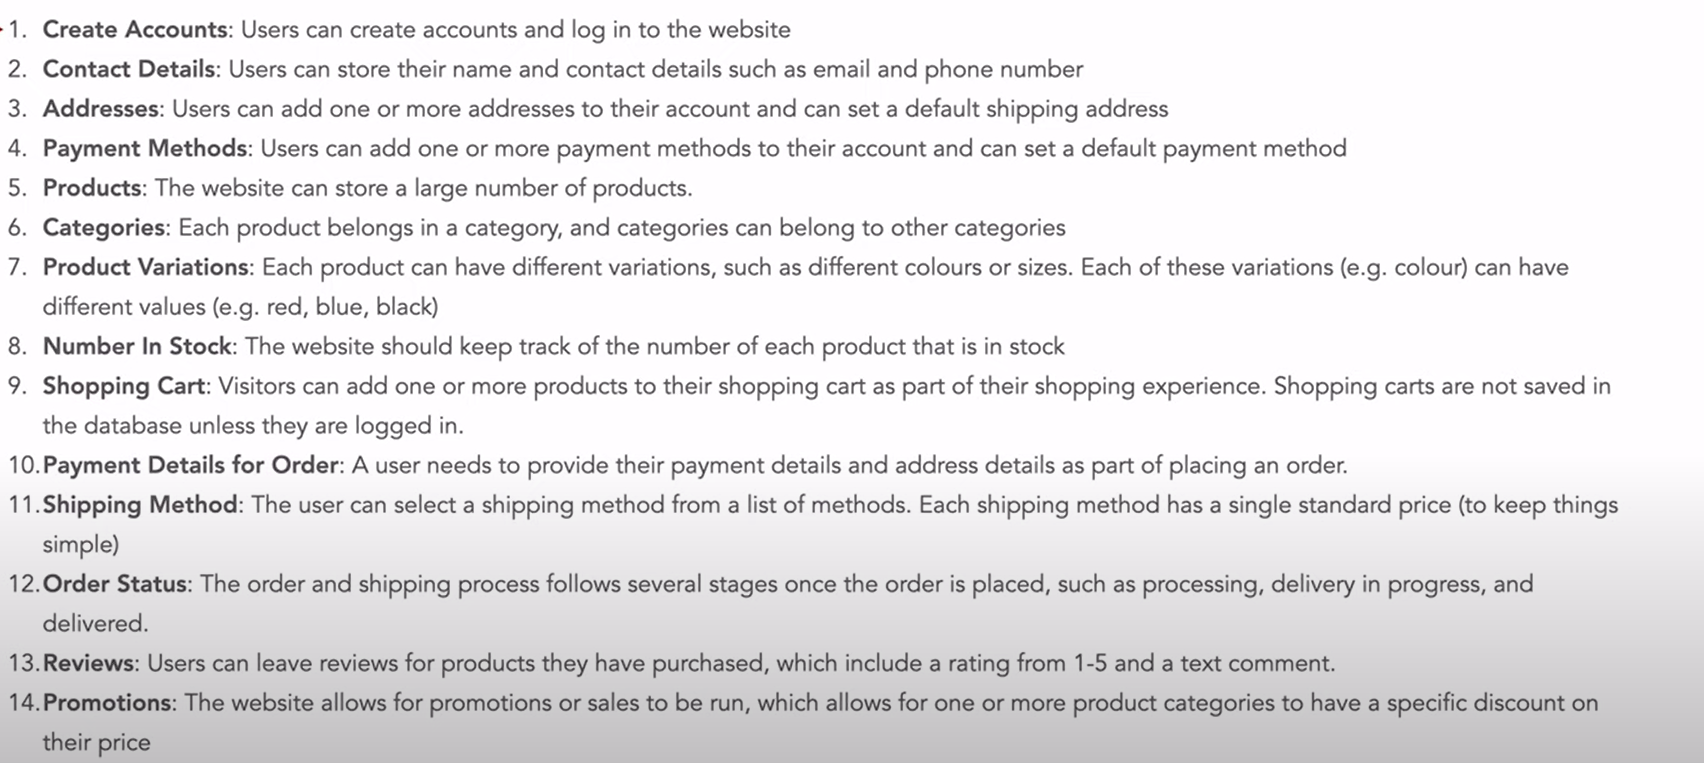 1. Create Accounts: Users can create accounts and log in to the website
2. Contact Details: Users can store their name and contact details such as email and phone number
3. Addresses: Users can add one or more addresses to their account and can set a default shipping address
4. Payment Methods: Users can add one or more payment methods to their account and can set a default payment method
5. Products: The website can store a large number of products.
6. Categories: Each product belongs in a category, and categories can belong to other categories
7. Product Variations: Each product can have different variations, such as different colours or sizes. Each of these variations (e.g. colour) can have
different values (e.g. red, blue, black)
8. Number In Stock: The website should keep track of the number of each product that is in stock
9. Shopping Cart: Visitors can add one or more products to their shopping cart as part of their shopping experience. Shopping carts are not saved in
the database unless they are logged in.
10. Payment Details for Order: A user needs to provide their payment details and address details as part of placing an order.
11. Shipping Method: The user can select a shipping method from a list of methods. Each shipping method has a single standard price (to keep things
simple)
12. Order Status: The order and shipping process follows several stages once the order is placed, such as processing, delivery in progress, and
delivered.
13. Reviews: Users can leave reviews for products they have purchased, which include a rating from 1-5 and a text comment.
14. Promotions: The website allows for promotions or sales to be run, which allows for one or more product categories to have a specific discount on
their price